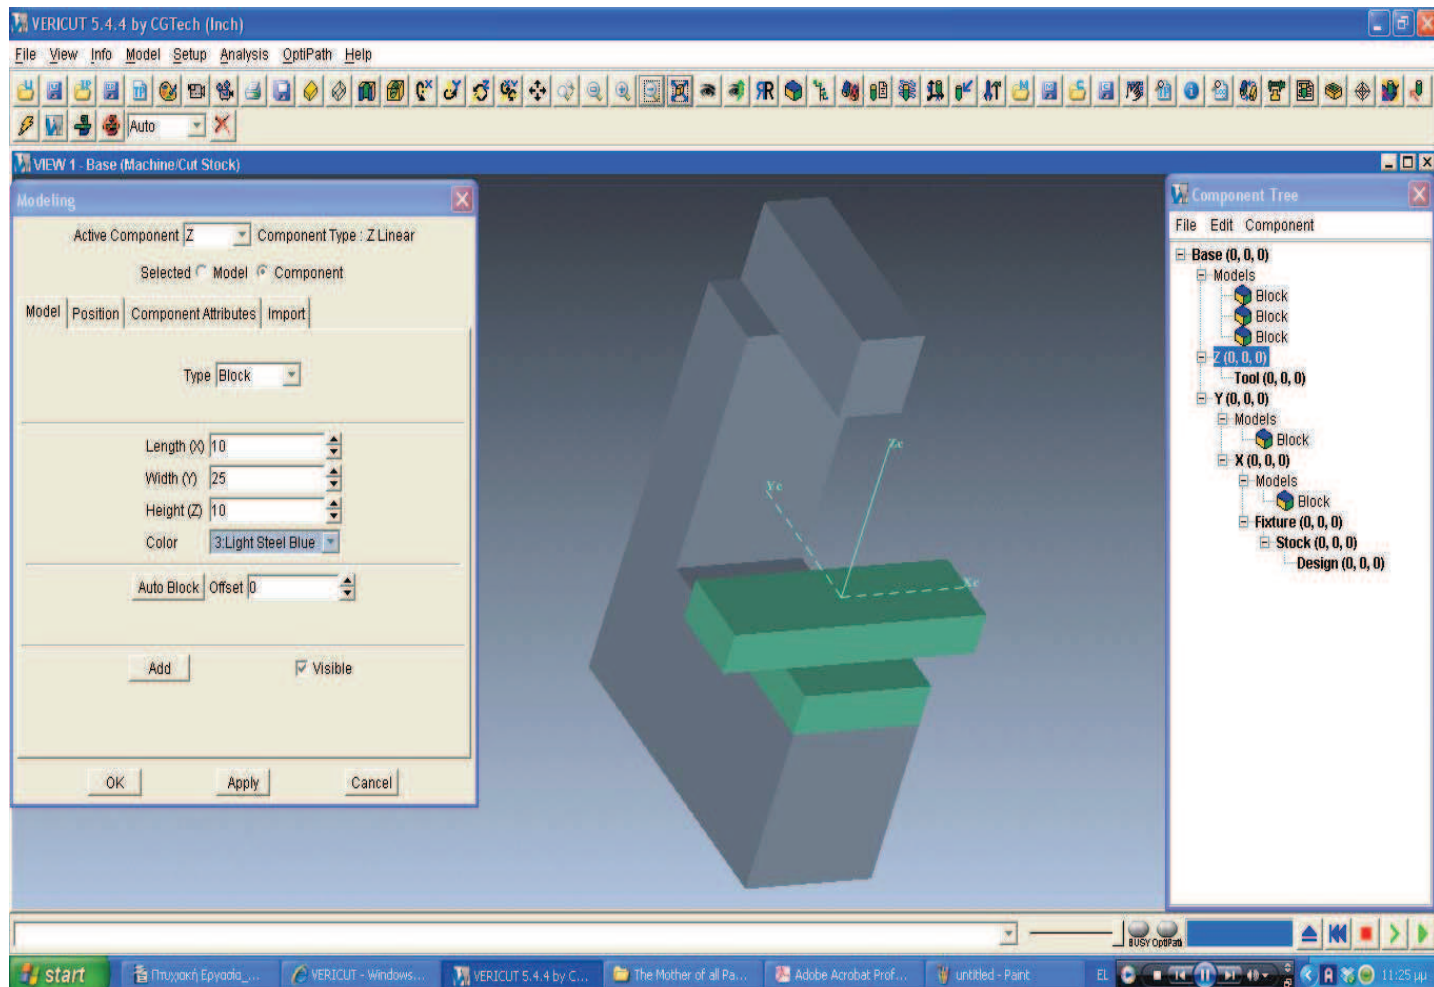 VERICUT 5.4.4 by CGTech (Inch)
File View Info Model Setup Analysis OptiPath Help
Auto
VIEW 1 - Base (Machine/Cut Stock)
Modeling
Active Component Z Component Type : Z Linear
Selected Model Component
Model Position Component Attributes Import
Type Block
Length (X) 10
Width (Y) 25
Height (Z) 10
Color 3:Light Steel Blue
Auto Block Offset 0
Add Visible
OK Apply Cancel
Zc
Yc
Xc
Component Tree
File Edit Component
Base (0, 0, 0)
Models
Block
Block
Block
Z (0, 0, 0)
Tool (0, 0, 0)
Y (0, 0, 0)
Models
Block
X (0, 0, 0)
Models
Block
Fixture (0, 0, 0)
Stock (0, 0, 0)
Design (0, 0, 0)
BUSY OptiPath
start Πτυχιακή Εργασία_... VERICUT - Windows... VERICUT 5.4.4 by C... The Mother of all Pa... Adobe Acrobat Prof... untitled - Paint EL 11:25 μμ